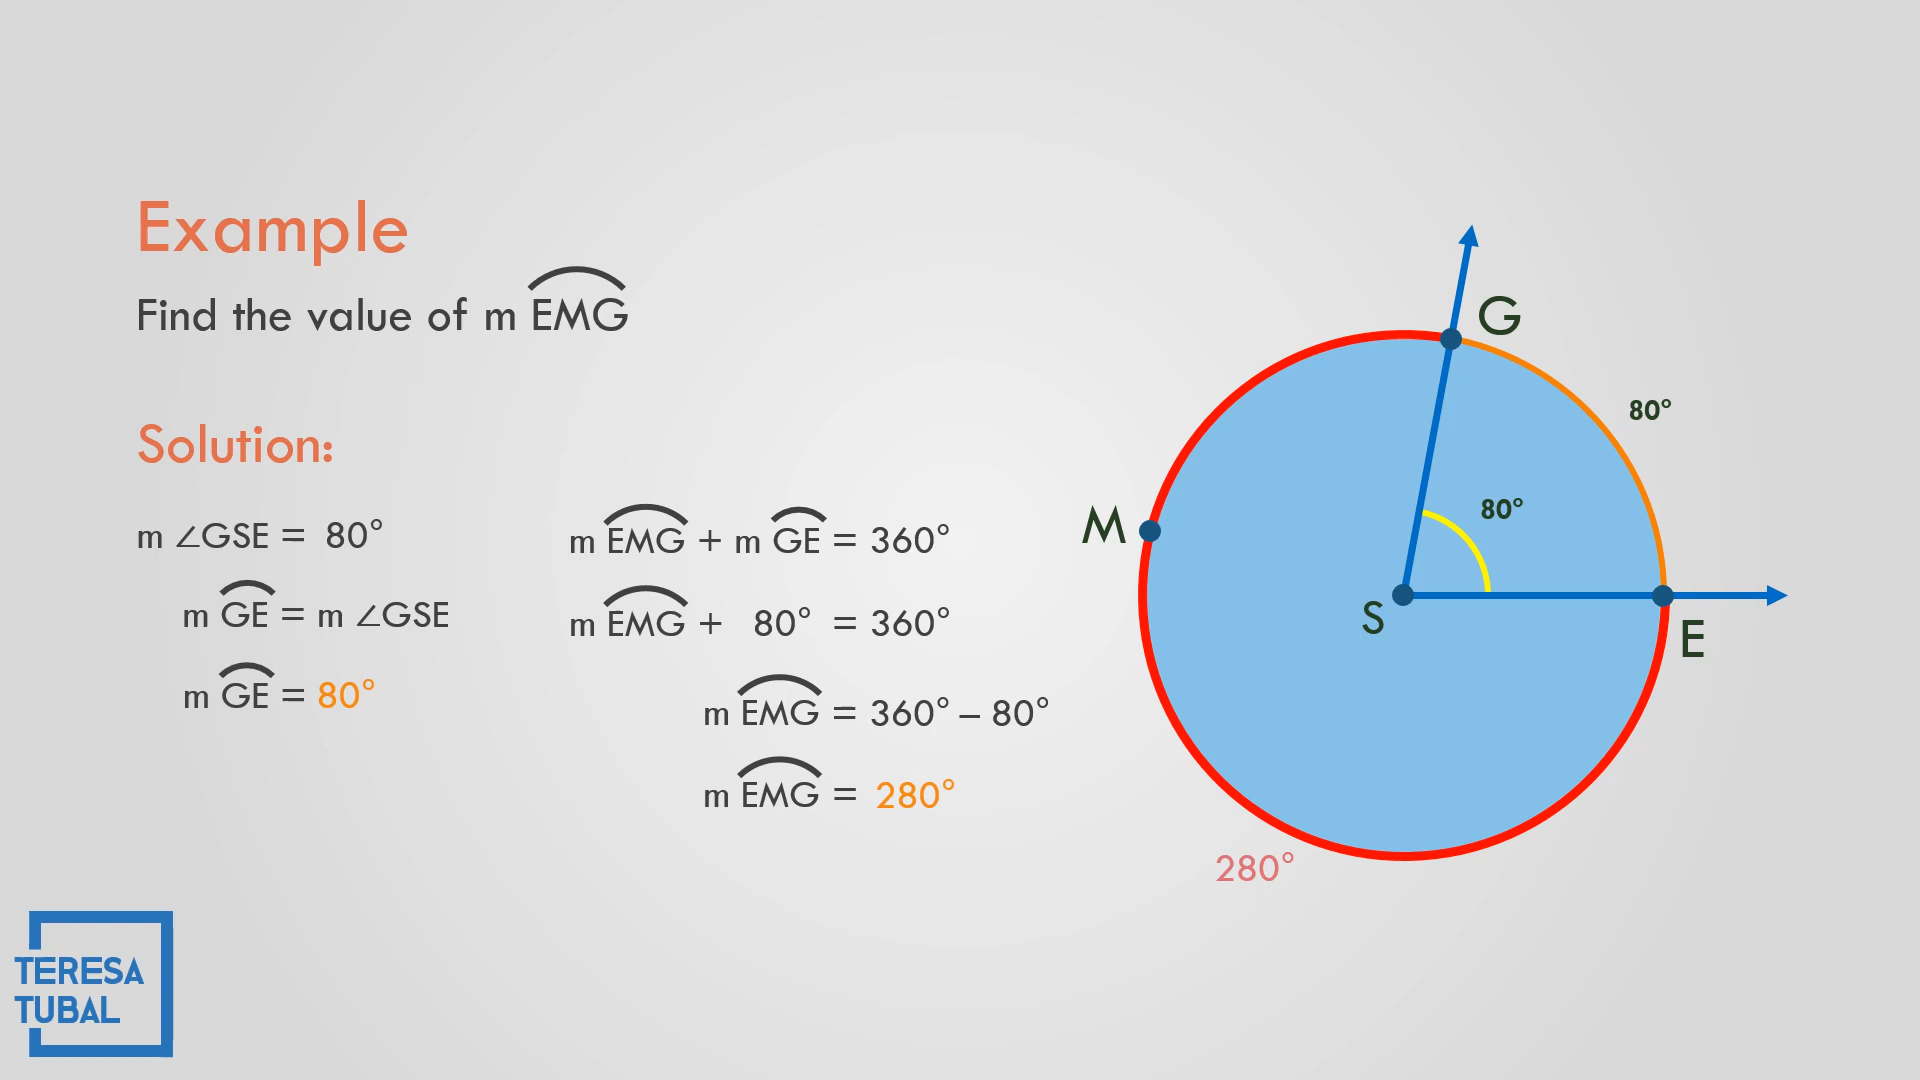 Example
Find the value of m EMG
Solution:
m ∠GSE = 80°
m GE = m ∠GSE
m GE = 80°
m EMG + m GE = 360°
m EMG + 80° = 360°
m EMG = 360° – 80°
m EMG = 280°
G
80°
80°
M
S
E
280°
TERESA
TUBAL